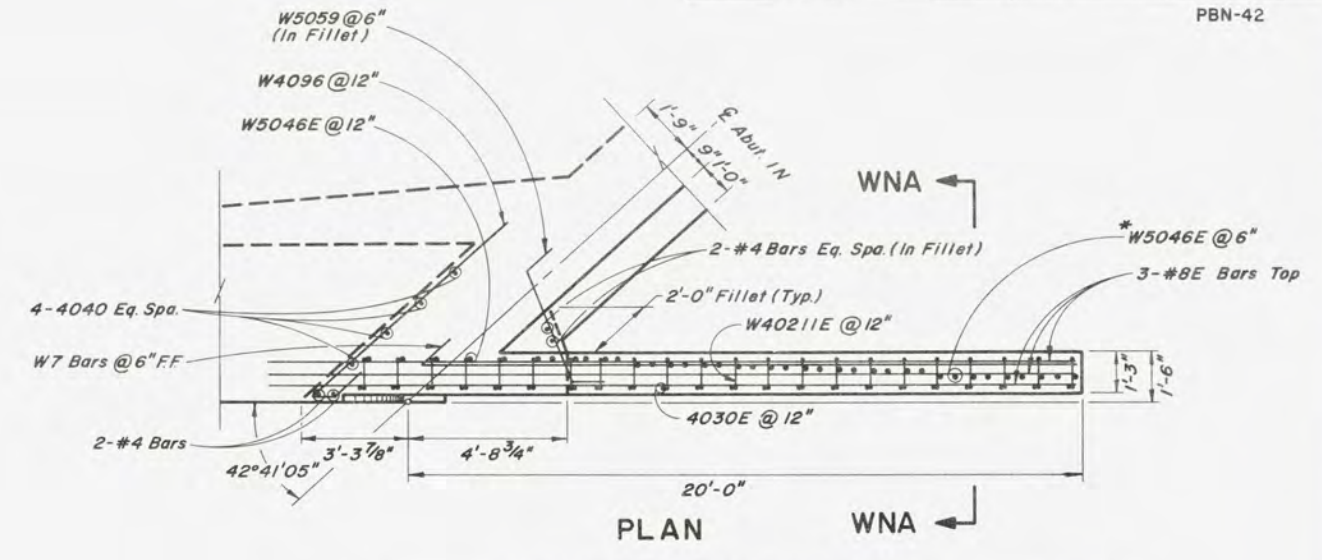 PBN-42
W5059 @ 6"
(In Fillet)
W4096 @ 12"
W5046E @ 12"
1'-9"
℄ Abut. 1N
9"
1'-0"
WNA
*W5046E @ 6"
3-#8E Bars Top
2-#4 Bars Eq. Spa. (In Fillet)
2'-0" Fillet (Typ.)
W40211E @ 12"
4-4040 Eq. Spa.
W7 Bars @ 6" F.F.
1'-3"
1'-6"
4030E @ 12"
2-#4 Bars
3'-3 7/8"
4'-8 3/4"
42°41'05"
20'-0"
PLAN
WNA